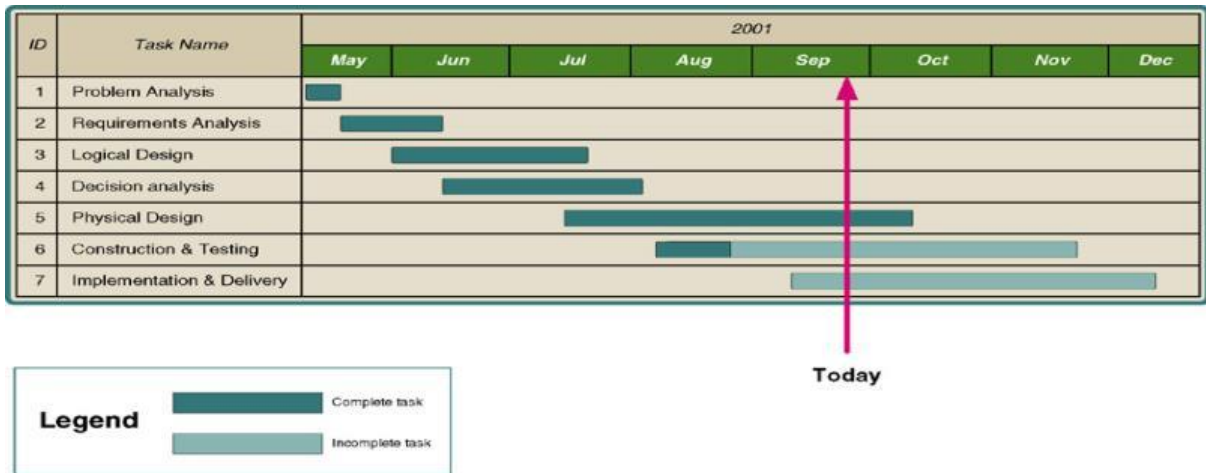 ID Task Name 2001
May Jun Jul Aug Sep Oct Nov Dec
1 Problem Analysis
2 Requirements Analysis
3 Logical Design
4 Decision analysis
5 Physical Design
6 Construction & Testing
7 Implementation & Delivery
Today
Legend
Complete task
Incomplete task